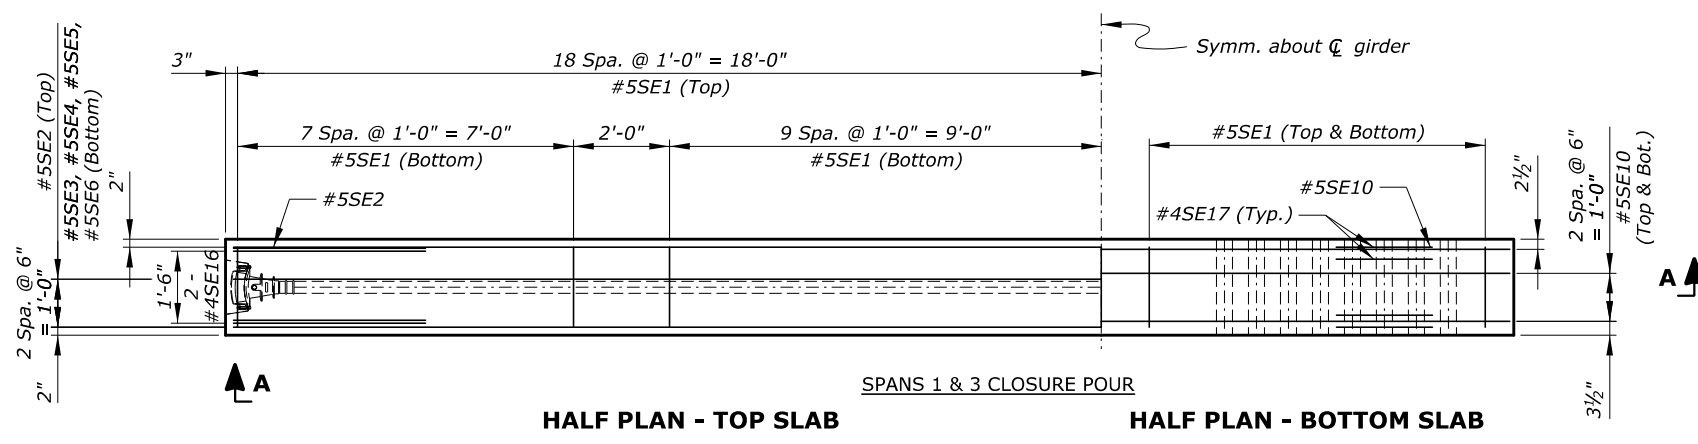 Symm. about ℄ girder
3"
18 Spa. @ 1'-0" = 18'-0"
#5SE1 (Top)
7 Spa. @ 1'-0" = 7'-0"
#5SE1 (Bottom)
2'-0"
9 Spa. @ 1'-0" = 9'-0"
#5SE1 (Bottom)
#5SE1 (Top & Bottom)
#5SE2 (Top)
#5SE3, #5SE4, #5SE5,
#5SE6 (Bottom)
2"
#5SE2
#5SE10
#4SE17 (Typ.)
2½"
2 Spa. @ 6"
= 1'-0"
#5SE10
(Top & Bot.)
2 Spa. @ 6"
= 1'-0"
1'-6"
2 -
#4SE16
2"
3½"
A
A
SPANS 1 & 3 CLOSURE POUR
HALF PLAN - TOP SLAB
HALF PLAN - BOTTOM SLAB